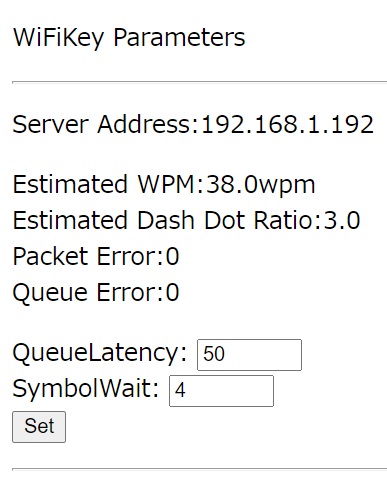 WiFiKey Parameters
Server Address:192.168.1.192
Estimated WPM:38.0wpm
Estimated Dash Dot Ratio:3.0
Packet Error:0
Queue Error:0
QueueLatency: 50
SymbolWait: 4
Set